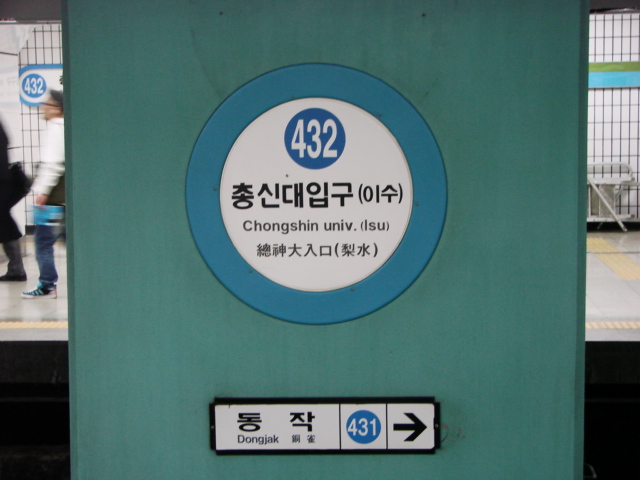 432
432
총신대입구(이수)
Chongshin univ. (Isu)
總神大入口(梨水)
동작 431
Dongjak 銅雀